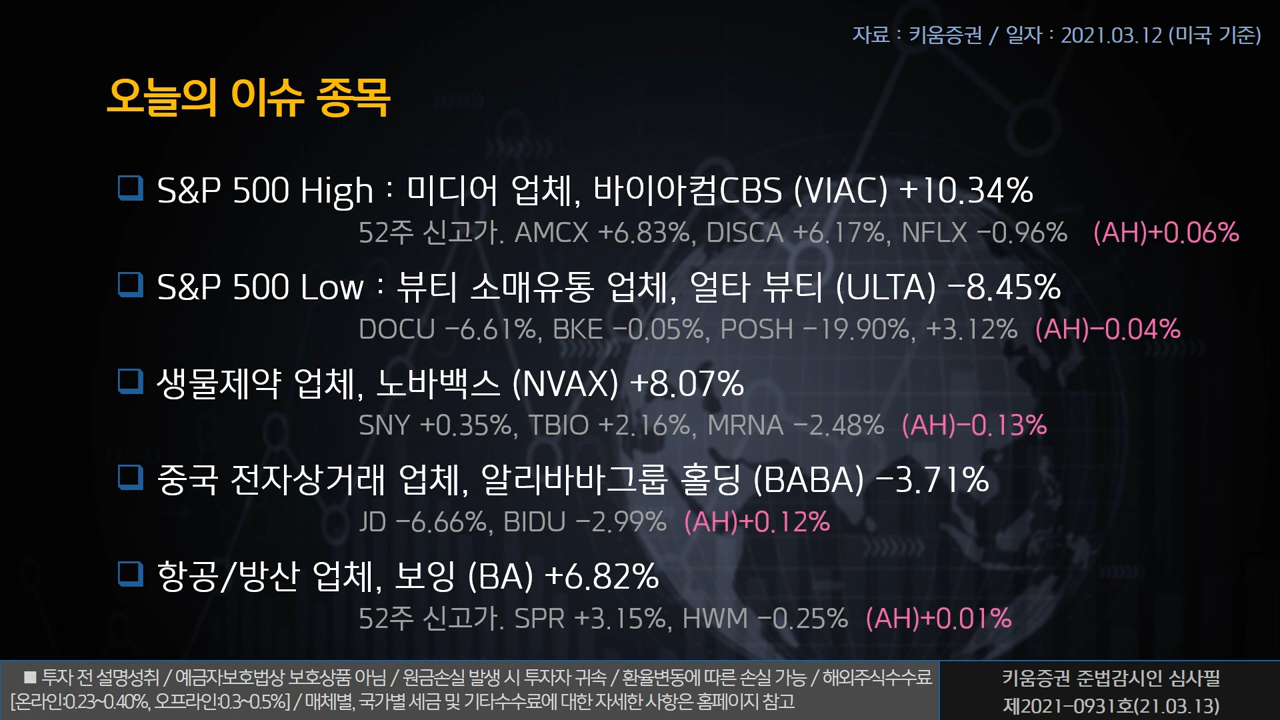 자료 : 키움증권 / 일자 : 2021.03.12 (미국 기준)
오늘의 이슈 종목
❑ S&P 500 High : 미디어 업체, 바이아컴CBS (VIAC) +10.34%
52주 신고가. AMCX +6.83%, DISCA +6.17%, NFLX −0.96% (AH)+0.06%
❑ S&P 500 Low : 뷰티 소매유통 업체, 얼타 뷰티 (ULTA) −8.45%
DOCU −6.61%, BKE −0.05%, POSH −19.90%, +3.12% (AH)−0.04%
❑ 생물제약 업체, 노바백스 (NVAX) +8.07%
SNY +0.35%, TBIO +2.16%, MRNA −2.48% (AH)−0.13%
❑ 중국 전자상거래 업체, 알리바바그룹 홀딩 (BABA) −3.71%
JD −6.66%, BIDU −2.99% (AH)+0.12%
❑ 항공/방산 업체, 보잉 (BA) +6.82%
52주 신고가. SPR +3.15%, HWM −0.25% (AH)+0.01%
■ 투자 전 설명성취 / 예금자보호법상 보호상품 아님 / 원금손실 발생 시 투자자 귀속 / 환율변동에 따른 손실 가능 / 해외주식수수료
[온라인:0.23~0.40%, 오프라인:0.3~0.5%] / 매체별, 국가별 세금 및 기타수수료에 대한 자세한 사항은 홈페이지 참고
키움증권 준법감시인 심사필
제2021-0931호(21.03.13)